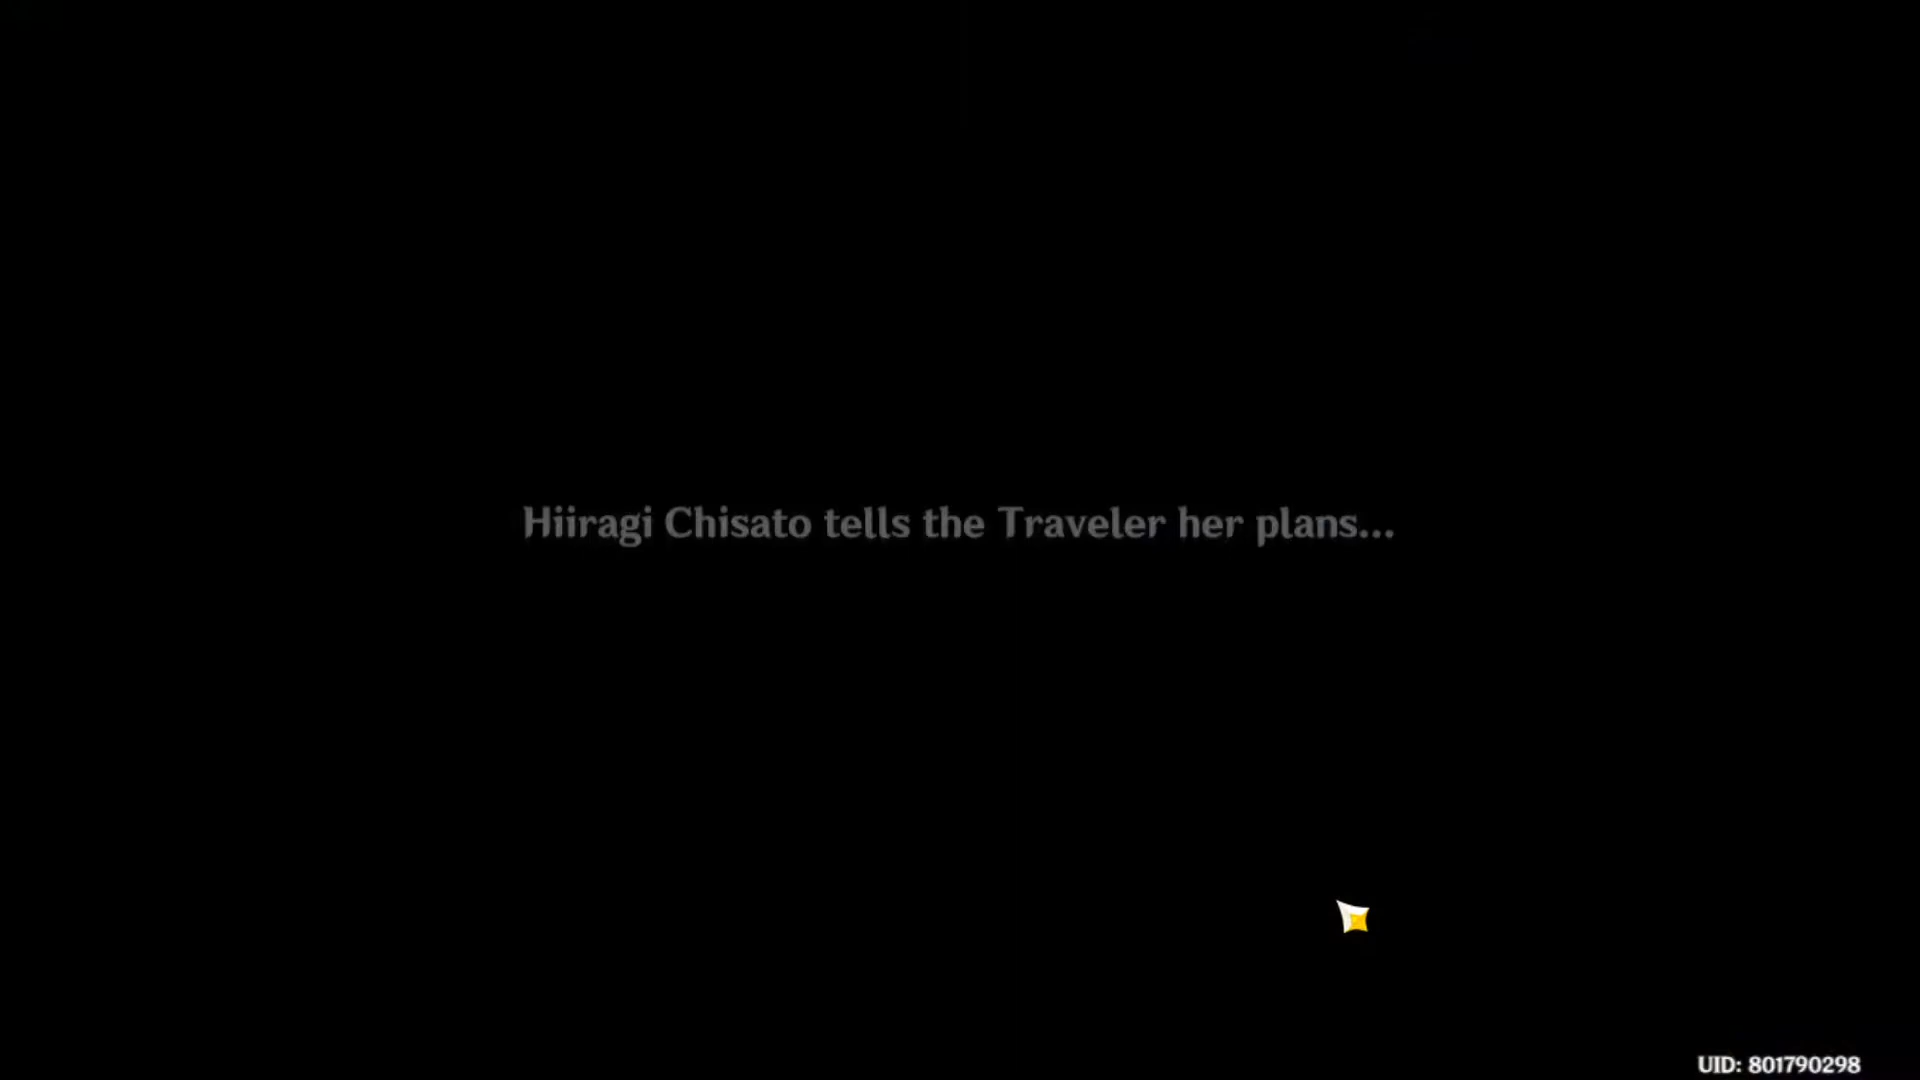 Hiiragi Chisato tells the Traveler her plans...
UID: 801790298